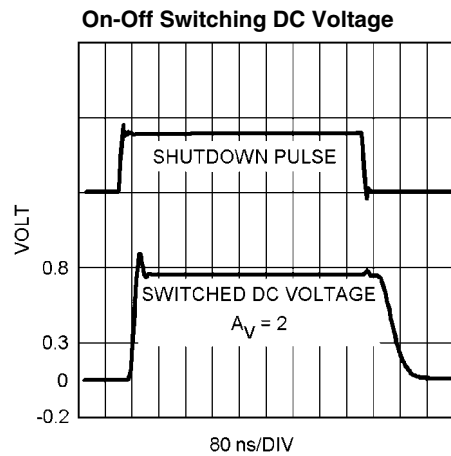 On-Off Switching DC Voltage
SHUTDOWN PULSE
VOLT
0.8
SWITCHED DC VOLTAGE
AV = 2
0.3
0
-0.2
80 ns/DIV